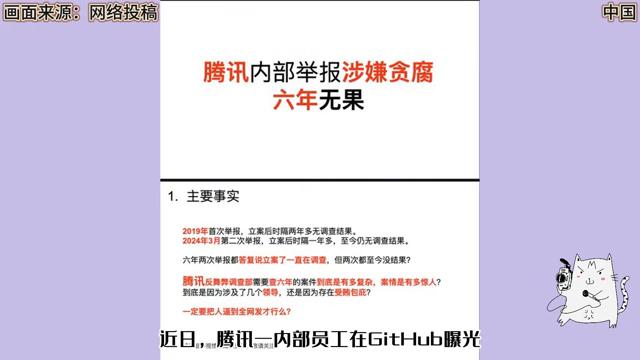 画面来源：网络投稿
中国
腾讯内部举报涉嫌贪腐
六年无果
1. 主要事实
2019年首次举报，立案后时隔两年多无调查结果。
2024年3月第二次举报，立案后时隔一年多，至今仍无调查结果。
六年两次举报都答复说立案了一直在调查，但两次都至今没结果？
腾讯反舞弊调查部需要查六年的案件到底是有多复杂，案情是有多惊人？
到底是因为涉及了几个领导，还是因为存在受贿包庇？
一定要把人逼到全网开发才行么？
近日，腾讯一内部员工在GitHub曝光